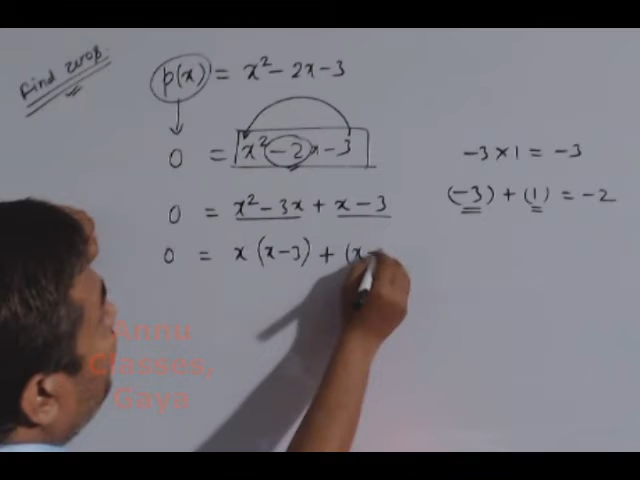 Find zeros.
p(x) = x² - 2x - 3
0 = x² - 2x - 3
-3 × 1 = -3
0 = x² - 3x + x - 3
(-3) + (1) = -2
0 = x (x - 3) + (x -
Annu
Classes,
Gaya